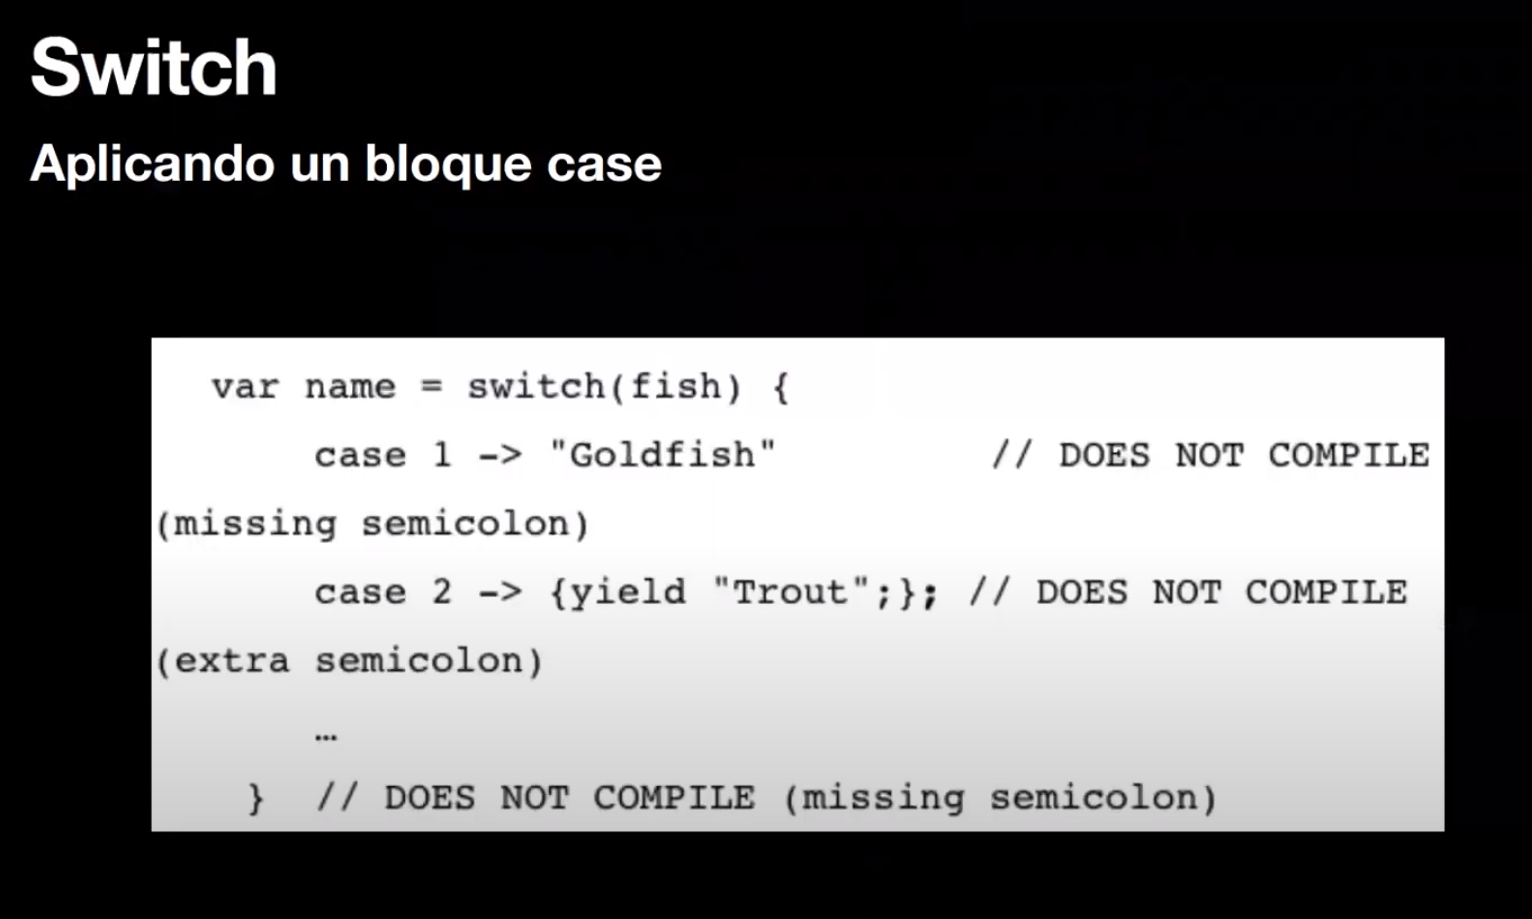 Switch
Aplicando un bloque case
var name = switch(fish) {
case 1 -> "Goldfish" // DOES NOT COMPILE
(missing semicolon)
case 2 -> {yield "Trout";}; // DOES NOT COMPILE
(extra semicolon)
…
} // DOES NOT COMPILE (missing semicolon)